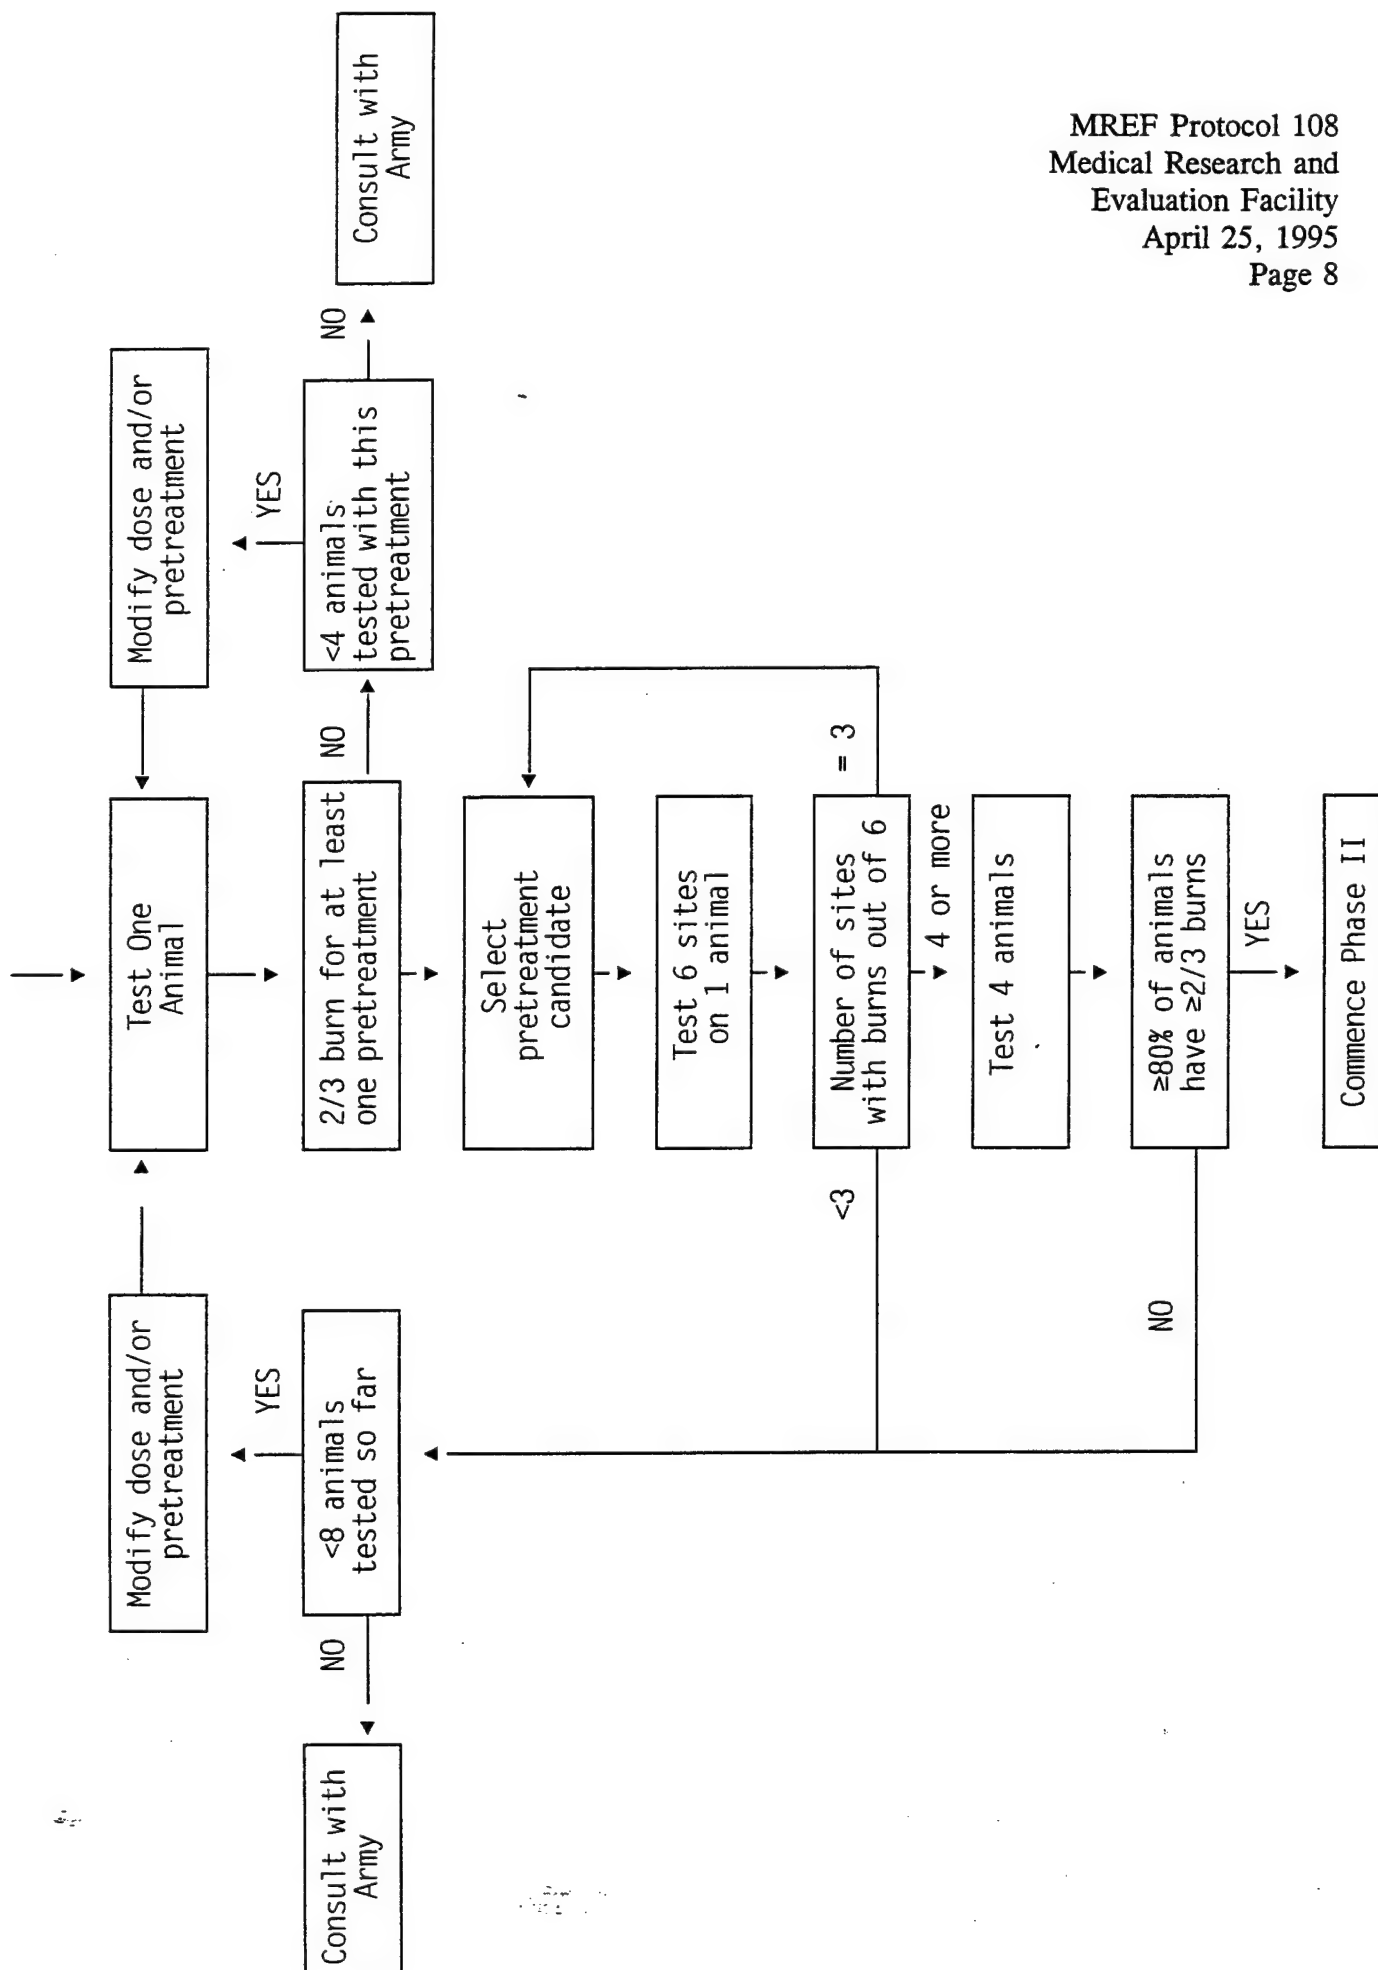 MREF Protocol 108
Medical Research and
Evaluation Facility
April 25, 1995
Page 8
Test One
Animal
Modify dose and/or
pretreatment
Modify dose and/or
pretreatment
2/3 burn for at least
one pretreatment
NO
<4 animals
tested with this
pretreatment
YES
NO
Consult with
Army
Select
pretreatment
candidate
Test 6 sites
on 1 animal
Number of sites
with burns out of 6
= 3
<3
4 or more
Test 4 animals
≥80% of animals
have ≥2/3 burns
NO
YES
Commence Phase II
<8 animals
tested so far
YES
NO
Consult with
Army